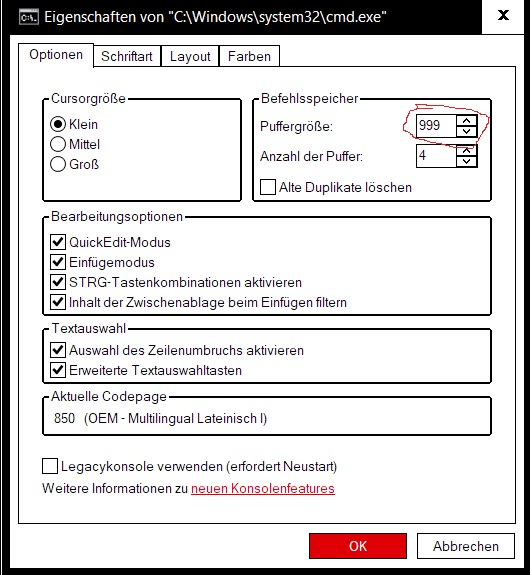 Eigenschaften von "C:\Windows\system32\cmd.exe"
Optionen Schriftart Layout Farben
Cursorgröße
Klein
Mittel
Groß
Befehlsspeicher
Puffergröße: 999
Anzahl der Puffer: 4
Alte Duplikate löschen
Bearbeitungsoptionen
QuickEdit-Modus
Einfügemodus
STRG-Tastenkombinationen aktivieren
Inhalt der Zwischenablage beim Einfügen filtern
Textauswahl
Auswahl des Zeilenumbruchs aktivieren
Erweiterte Textauswahltasten
Aktuelle Codepage
850 (OEM - Multilingual Lateinisch I)
Legacykonsole verwenden (erfordert Neustart)
Weitere Informationen zu neuen Konsolenfeatures
OK Abbrechen